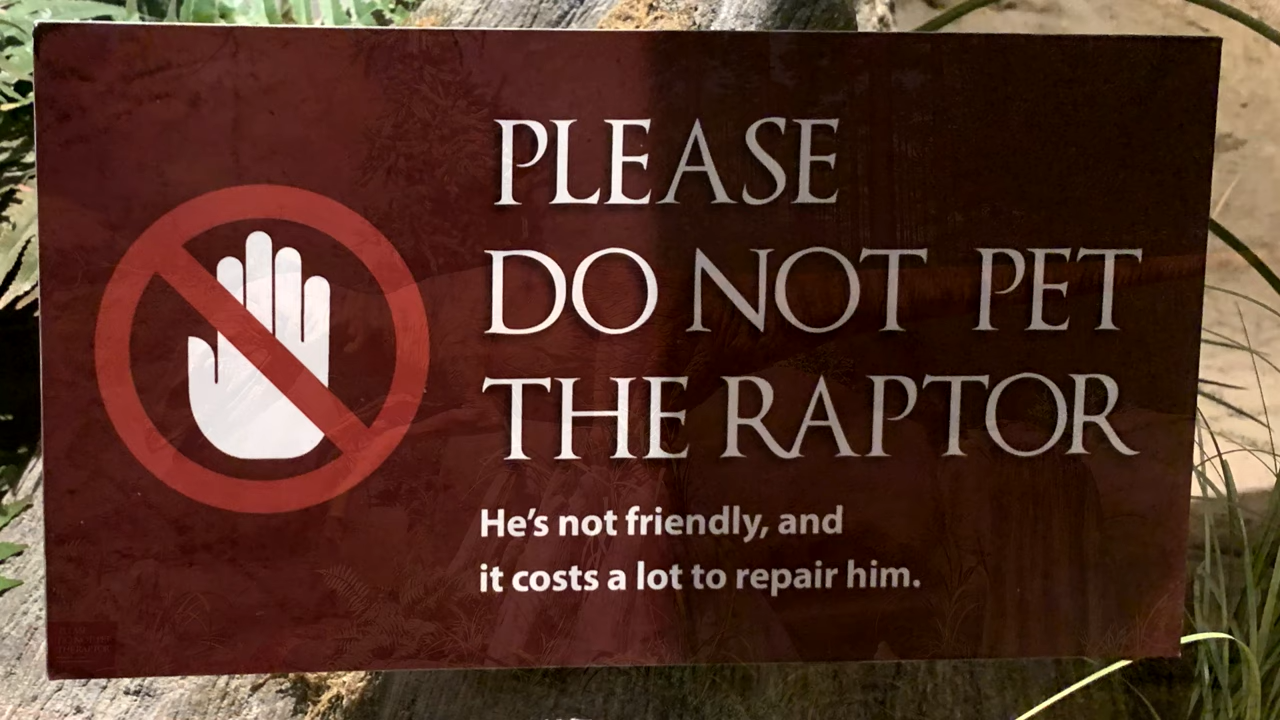 PLEASE
DO NOT PET
THE RAPTOR
He's not friendly, and
it costs a lot to repair him.